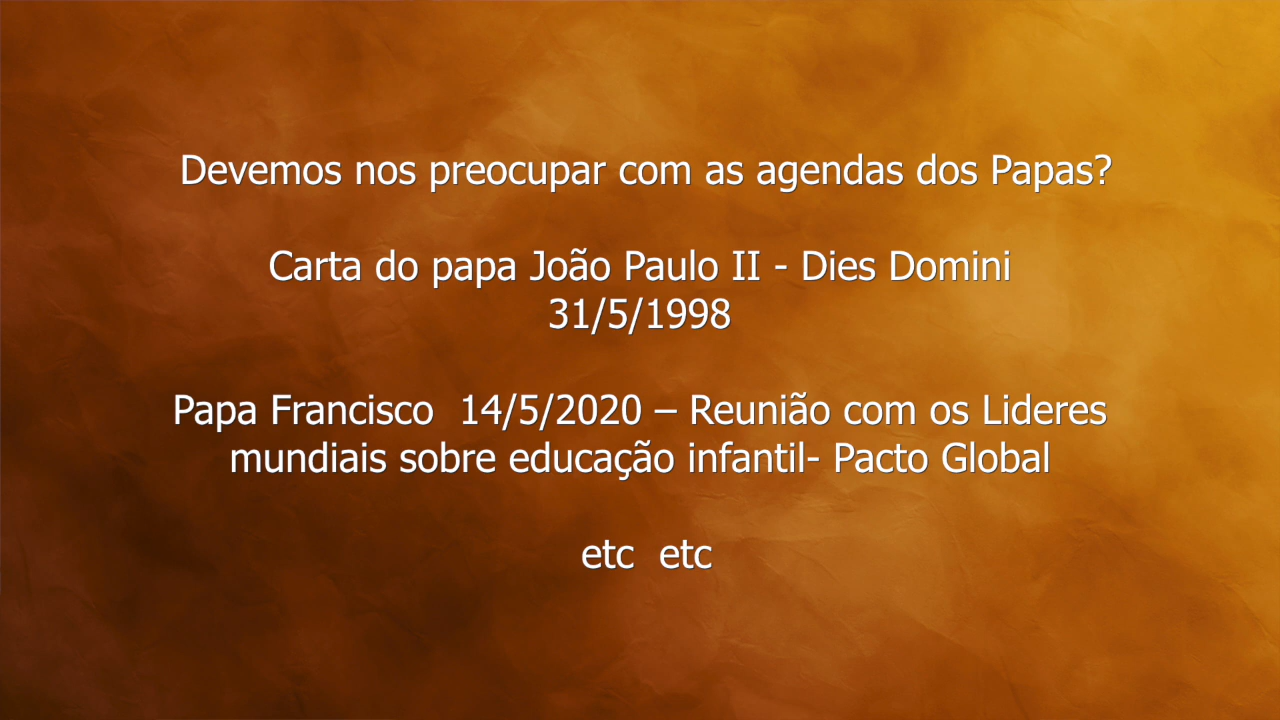 Devemos nos preocupar com as agendas dos Papas?
Carta do papa João Paulo II - Dies Domini
31/5/1998
Papa Francisco  14/5/2020 – Reunião com os Lideres
mundiais sobre educação infantil- Pacto Global
etc  etc